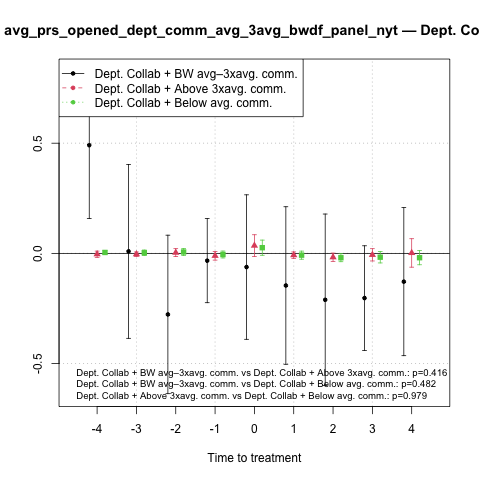 avg_prs_opened_dept_comm_avg_3avg_bwdf_panel_nyt — Dept. Co
Dept. Collab + BW avg–3xavg. comm.
Dept. Collab + Above 3xavg. comm.
Dept. Collab + Below avg. comm.
0.5
0.0
-0.5
Dept. Collab + BW avg–3xavg. comm. vs Dept. Collab + Above 3xavg. comm.: p=0.416
Dept. Collab + BW avg–3xavg. comm. vs Dept. Collab + Below avg. comm.: p=0.482
Dept. Collab + Above 3xavg. comm. vs Dept. Collab + Below avg. comm.: p=0.979
-4 -3 -2 -1 0 1 2 3 4
Time to treatment